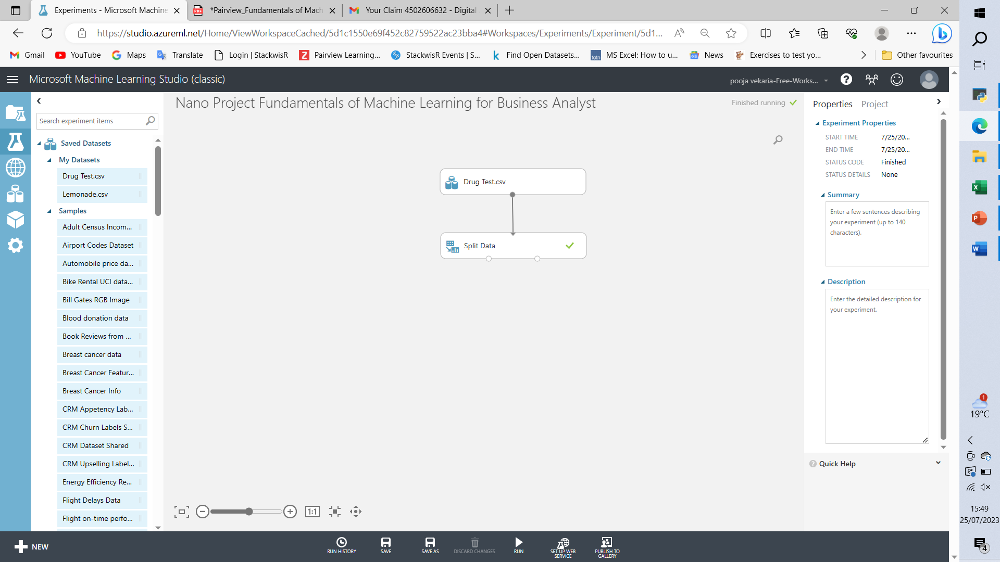 Experiments - Microsoft Machine
*Pairview_Fundamentals of Mach
Your Claim 4502606632 - Digital
https://studio.azureml.net/Home/ViewWorkspaceCached/5d1c1550e69f452c82759522ac23bba4#Workspaces/Experiments/Experiment/5d1...
Gmail
YouTube
Maps
Translate
Login | StackwisR
Pairview Learning...
StackwisR Events | S...
Find Open Datasets...
MS Excel: How to u...
News
Exercises to test yo...
Other favourites
Microsoft Machine Learning Studio (classic)
pooja vekaria-Free-Works...
Search experiment items
Saved Datasets
My Datasets
Drug Test.csv
Lemonade.csv
Samples
Adult Census Incom...
Airport Codes Dataset
Automobile price da...
Bike Rental UCI data...
Bill Gates RGB Image
Blood donation data
Book Reviews from ...
Breast cancer data
Breast Cancer Featur...
Breast Cancer Info
CRM Appetency Lab...
CRM Churn Labels S...
CRM Dataset Shared
CRM Upselling Label...
Energy Efficiency Re...
Flight Delays Data
Flight on-time perfo...
Nano Project Fundamentals of Machine Learning for Business Analyst
Finished running
Drug Test.csv
Split Data
1:1
Properties
Project
Experiment Properties
START TIME 7/25/20...
END TIME 7/25/20...
STATUS CODE Finished
STATUS DETAILS None
Summary
Enter a few sentences describing
your experiment (up to 140
characters).
Description
Enter the detailed description for
your experiment.
Quick Help
NEW
RUN HISTORY
SAVE
SAVE AS
DISCARD CHANGES
RUN
SET UP WEB
SERVICE
PUBLISH TO
GALLERY
1
19°C
15:49
25/07/2023
4